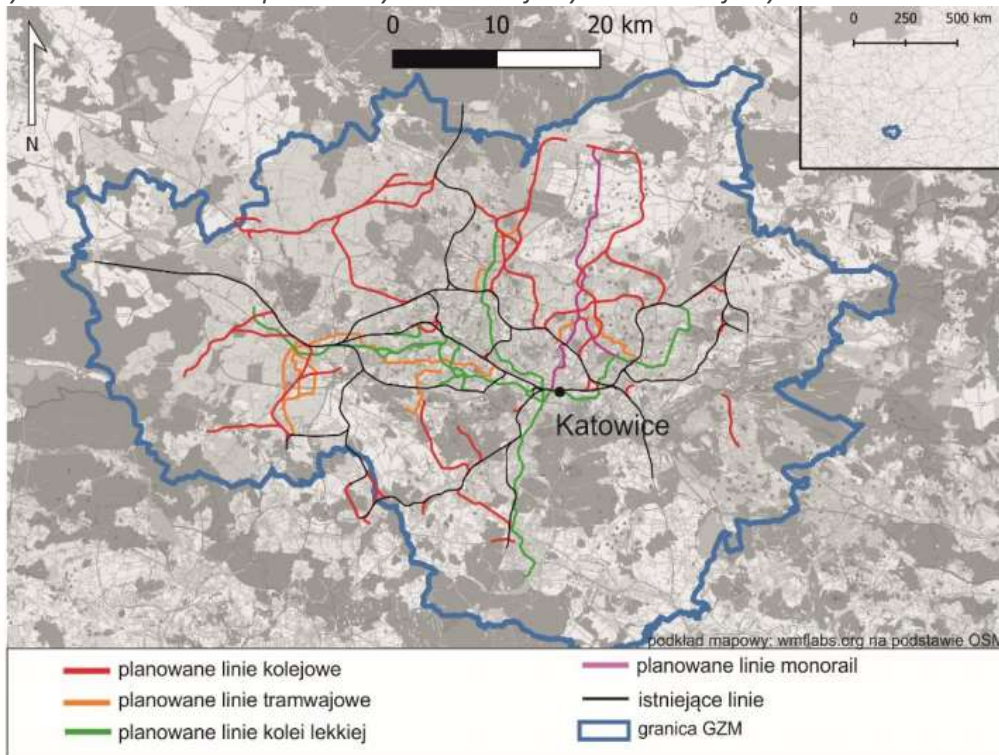 0 10 20 km
0 250 500 km
N
Katowice
podkład mapowy: wmflabs.org na podstawie OSM
planowane linie kolejowe
planowane linie monorail
planowane linie tramwajowe
istniejące linie
planowane linie kolei lekkiej
granica GZM